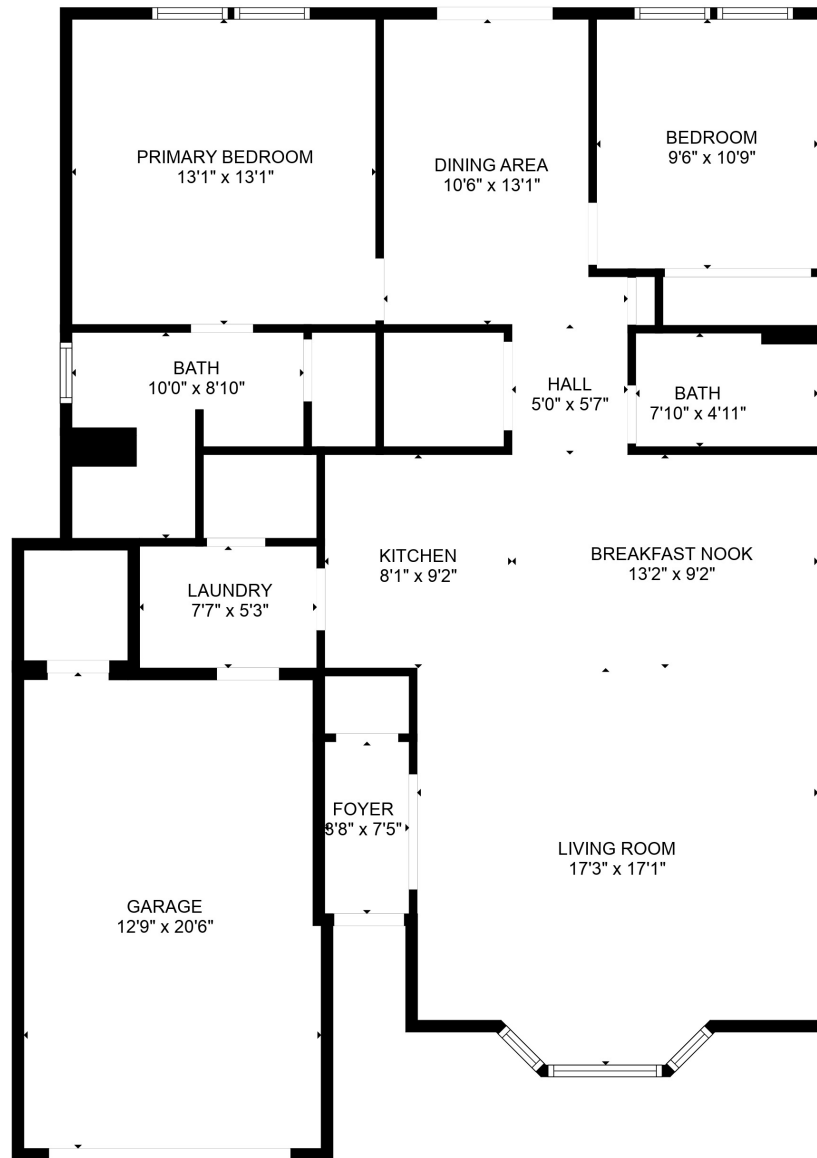 PRIMARY BEDROOM
13'1" x 13'1"
DINING AREA
10'6" x 13'1"
BEDROOM
9'6" x 10'9"
BATH
10'0" x 8'10"
HALL
5'0" x 5'7"
BATH
7'10" x 4'11"
KITCHEN
8'1" x 9'2"
BREAKFAST NOOK
13'2" x 9'2"
LAUNDRY
7'7" x 5'3"
FOYER
3'8" x 7'5"
LIVING ROOM
17'3" x 17'1"
GARAGE
12'9" x 20'6"